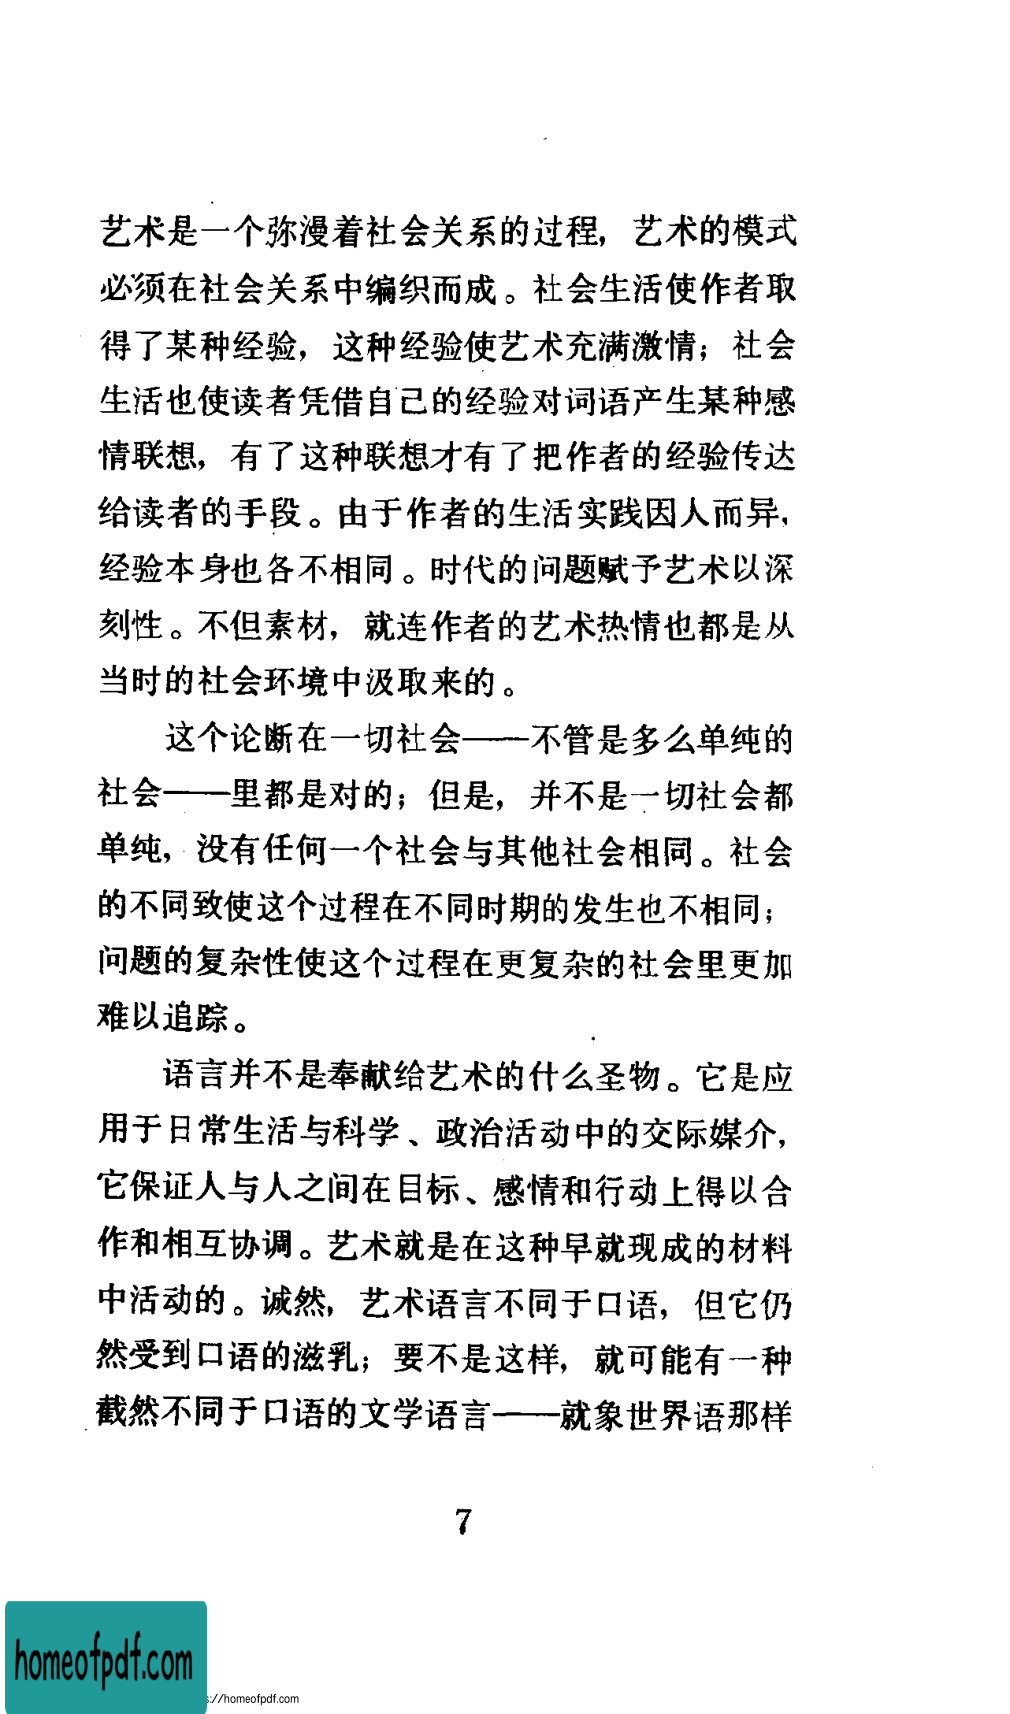 艺术是一个弥漫着社会关系的过程，艺术的模式
必须在社会关系中编织而成。社会生活使作者取
得了某种经验，这种经验使艺术充满激情；社会
生活也使读者凭借自己的经验对词语产生某种感
情联想，有了这种联想才有了把作者的经验传达
给读者的手段。由于作者的生活实践因人而异，
经验本身也各不相同。时代的问题赋予艺术以深
刻性。不但素材，就连作者的艺术热情也都是从
当时的社会环境中汲取来的。
这个论断在一切社会——不管是多么单纯的
社会——里都是对的；但是，并不是一切社会都
单纯，没有任何一个社会与其他社会相同。社会
的不同致使这个过程在不同时期的发生也不相同；
问题的复杂性使这个过程在更复杂的社会里更加
难以追踪。
语言并不是奉献给艺术的什么圣物。它是应
用于日常生活与科学、政治活动中的交际媒介，
它保证人与人之间在目标、感情和行动上得以合
作和相互协调。艺术就是在这种早就现成的材料
中活动的。诚然，艺术语言不同于口语，但它仍
然受到口语的滋乳；要不是这样，就可能有一种
截然不同于口语的文学语言——就象世界语那样
7
homeofpdf.com
s://homeofpdf.com